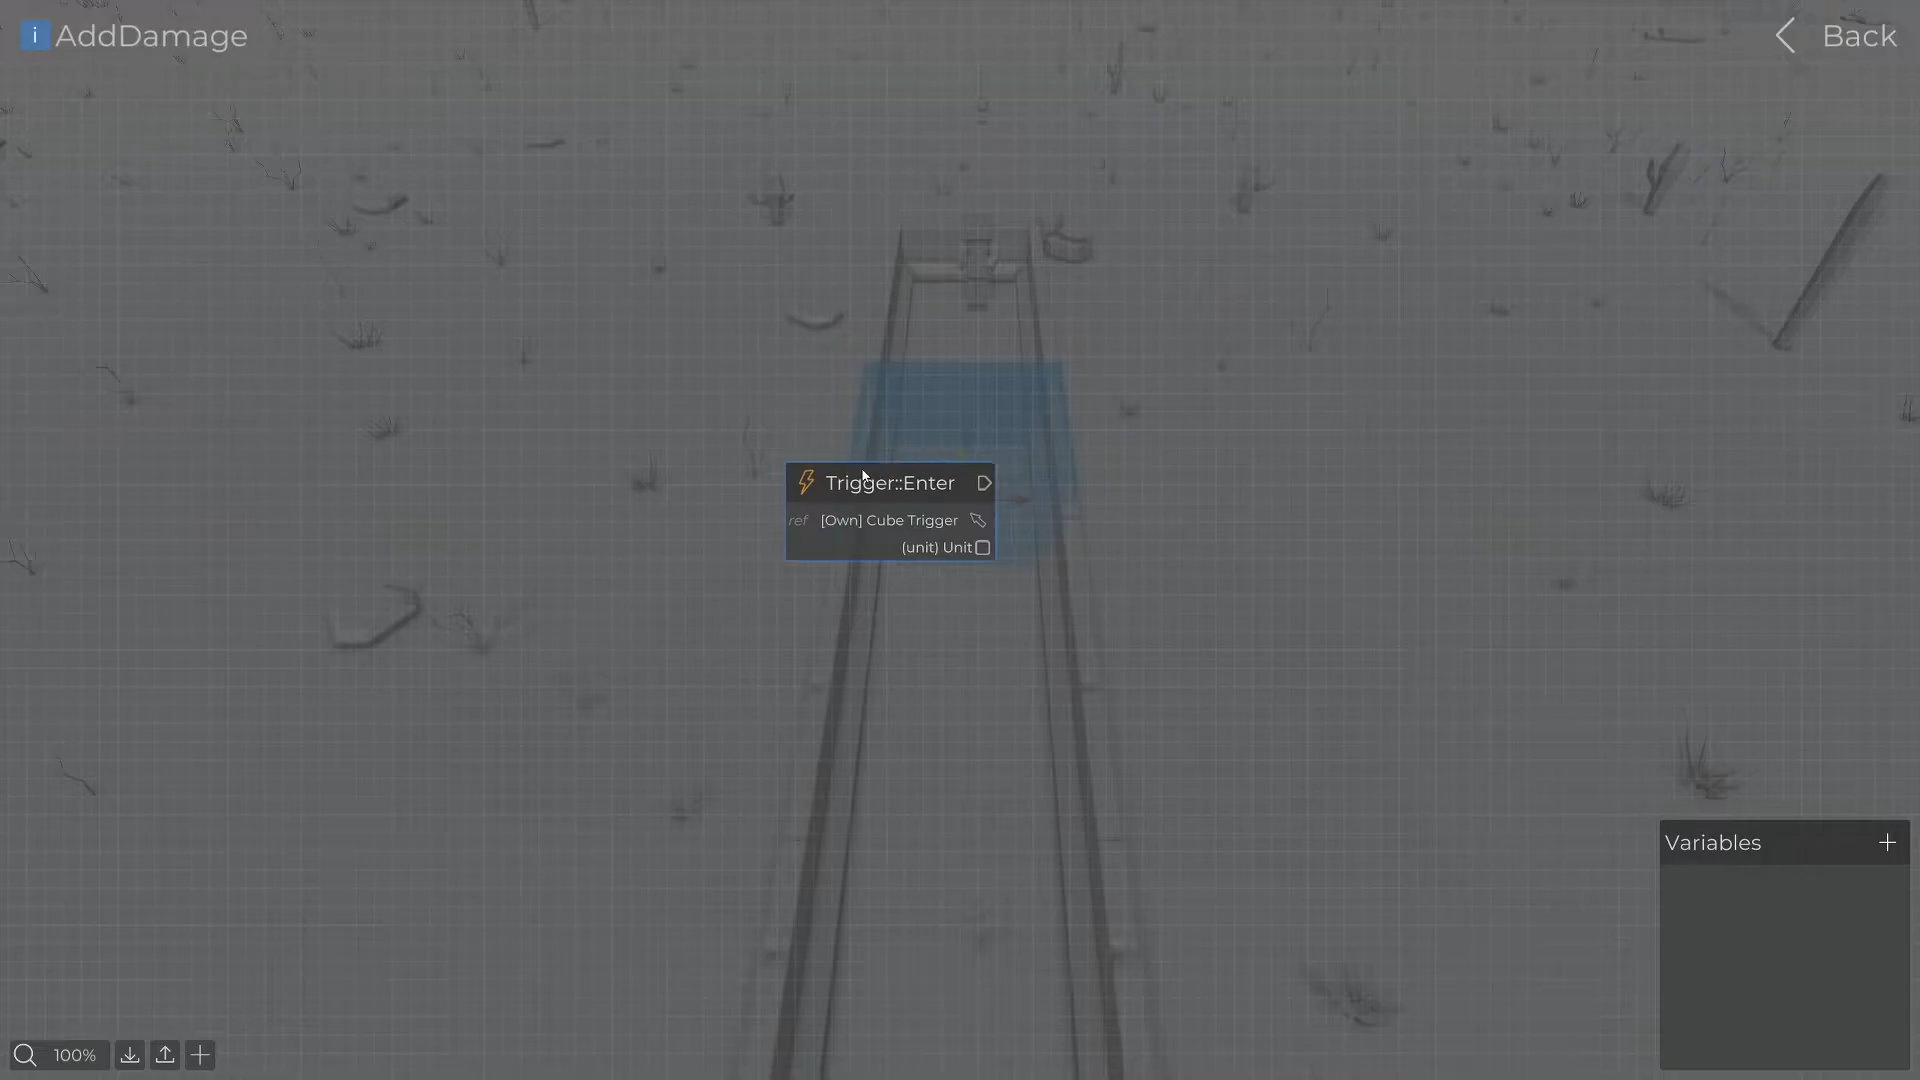 i AddDamage
Back
Trigger::Enter
ref [Own] Cube Trigger
(unit) Unit
Variables +
100%